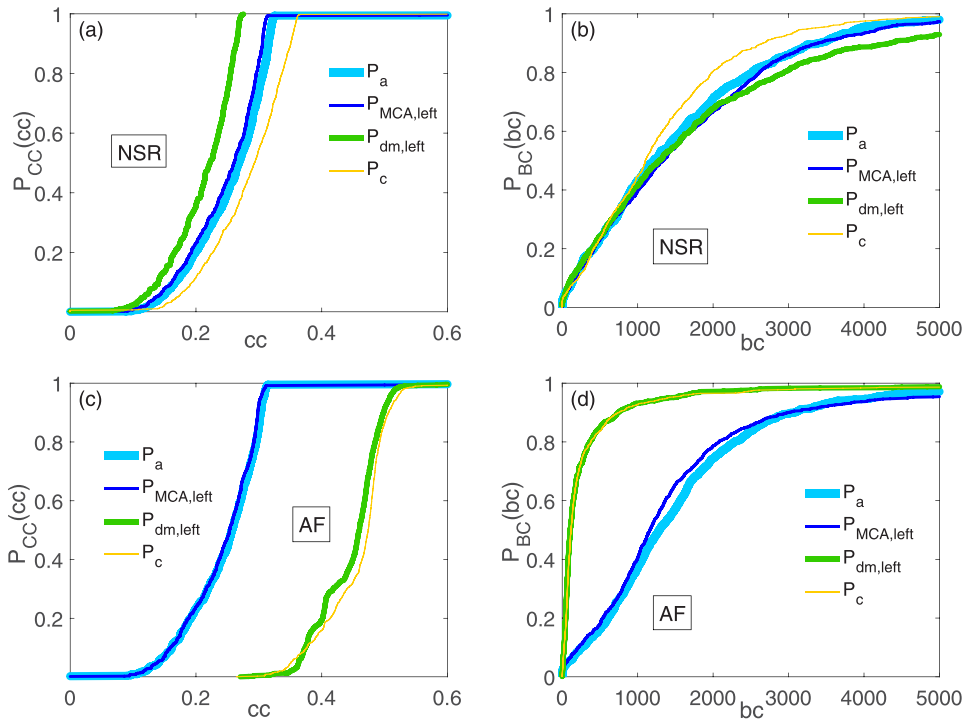 (a)
P_CC(cc)
1
0.8
0.6
0.4
0.2
0
0.2
0.4
0.6
cc
NSR
P_a
P_MCA,left
P_dm,left
P_c
(b)
P_BC(bc)
1
0.8
0.6
0.4
0.2
0
0
1000
2000
3000
4000
5000
bc
NSR
P_a
P_MCA,left
P_dm,left
P_c
(c)
P_CC(cc)
1
0.8
0.6
0.4
0.2
0
0.2
0.4
0.6
cc
AF
P_a
P_MCA,left
P_dm,left
P_c
(d)
P_BC(bc)
1
0.8
0.6
0.4
0.2
0
0
1000
2000
3000
4000
5000
bc
AF
P_a
P_MCA,left
P_dm,left
P_c